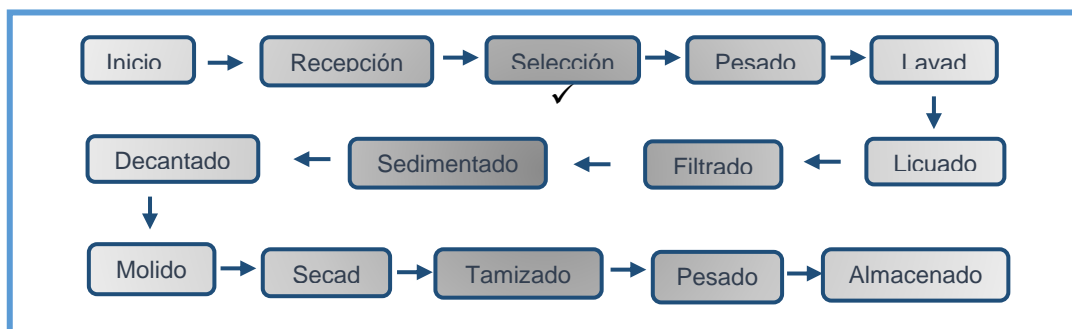 Inicio Recepción Selección Pesado Lavad
✓
Decantado Sedimentado Filtrado Licuado
Molido Secad Tamizado Pesado Almacenado